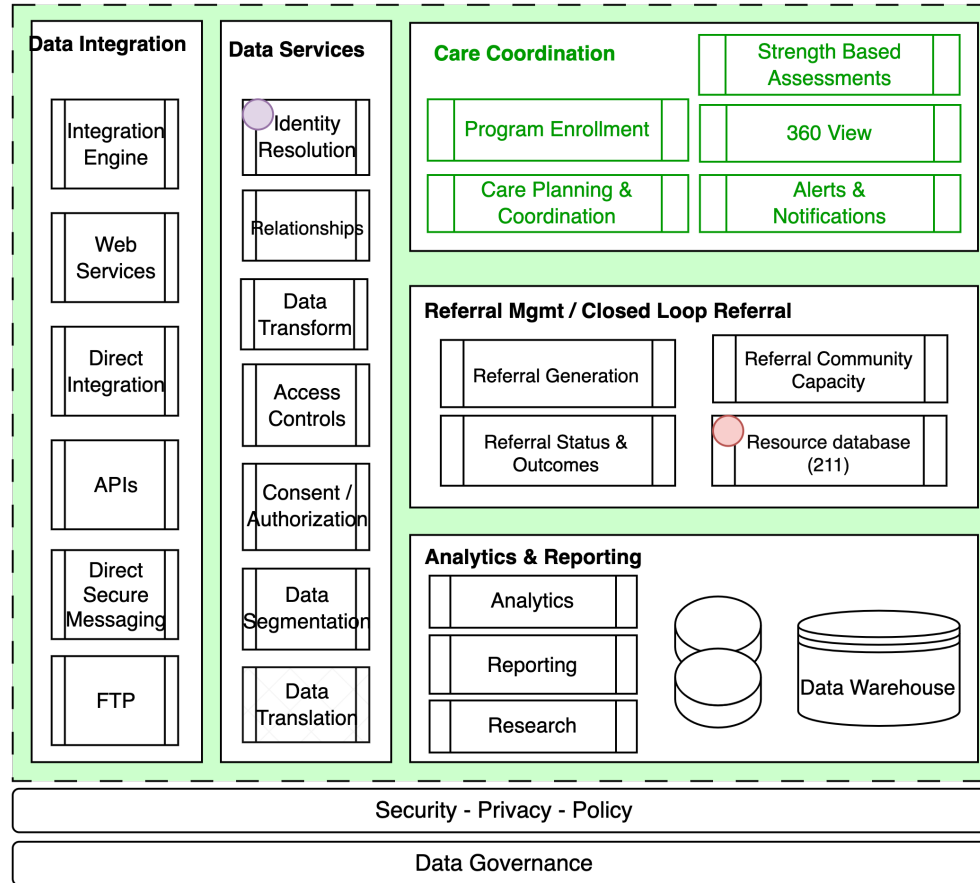 Data Integration
Integration
Engine
Web
Services
Direct
Integration
APIs
Direct
Secure
Messaging
FTP
Data Services
Identity
Resolution
Relationships
Data
Transform
Access
Controls
Consent /
Authorization
Data
Segmentation
Data
Translation
Care Coordination
Strength Based
Assessments
Program Enrollment
360 View
Care Planning &
Coordination
Alerts &
Notifications
Referral Mgmt / Closed Loop Referral
Referral Generation
Referral Community
Capacity
Referral Status &
Outcomes
Resource database
(211)
Analytics & Reporting
Analytics
Reporting
Research
Data Warehouse
Security - Privacy - Policy
Data Governance